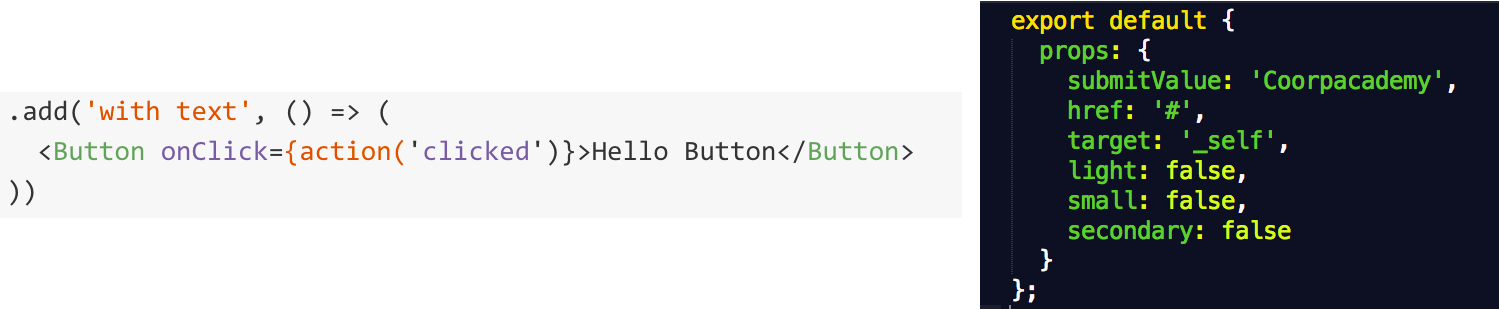 .add('with text', () => (
  <Button onClick={action('clicked')}>Hello Button</Button>
))
export default {
  props: {
    submitValue: 'Coorpacademy',
    href: '#',
    target: '_self',
    light: false,
    small: false,
    secondary: false
  }
};